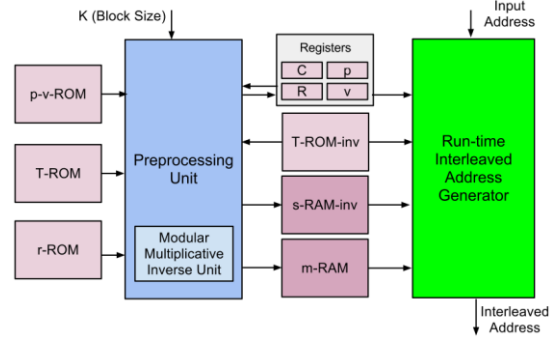 K (Block Size)
Input
Address
p-v-ROM
T-ROM
r-ROM
Preprocessing
Unit
Modular
Multiplicative
Inverse Unit
Registers
C
p
R
v
T-ROM-inv
s-RAM-inv
m-RAM
Run-time
Interleaved
Address
Generator
Interleaved
Address